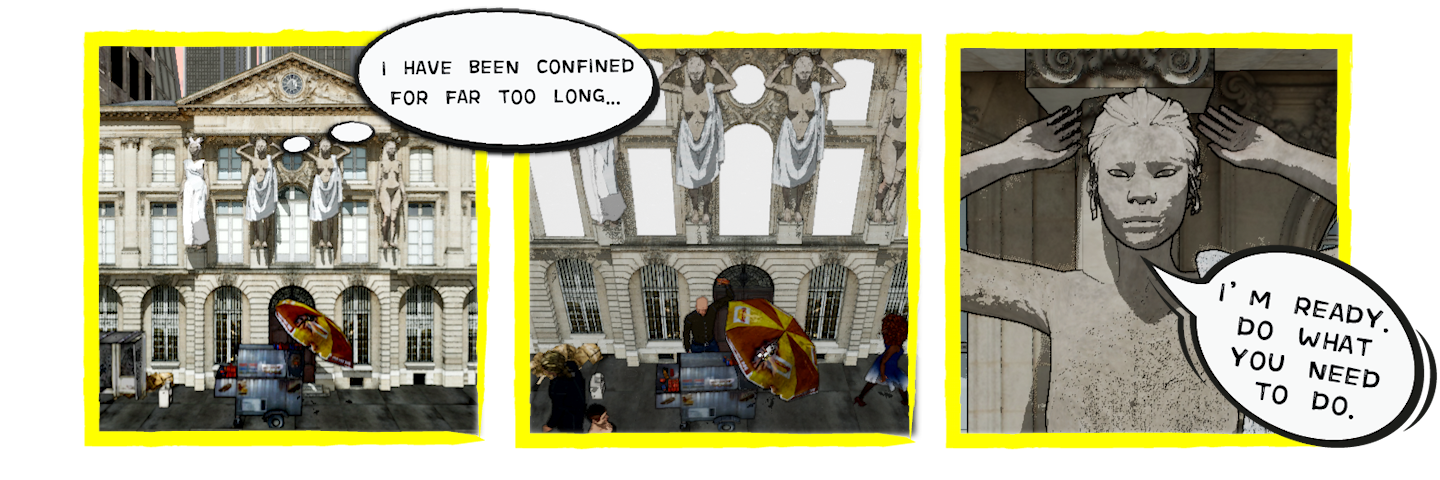 I HAVE BEEN CONFINED
FOR FAR TOO LONG...
I'M READY.
DO WHAT
YOU NEED
TO DO.